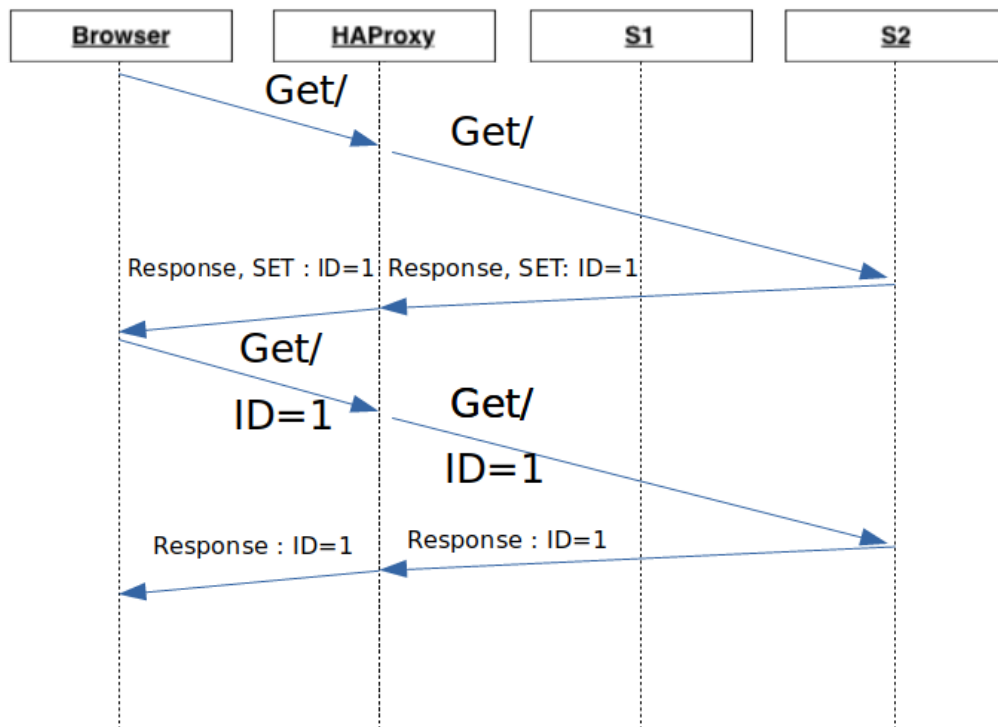 Browser
HAProxy
S1
S2
Get/
Get/
Response, SET : ID=1
Response, SET: ID=1
Get/
ID=1
Get/
ID=1
Response : ID=1
Response : ID=1